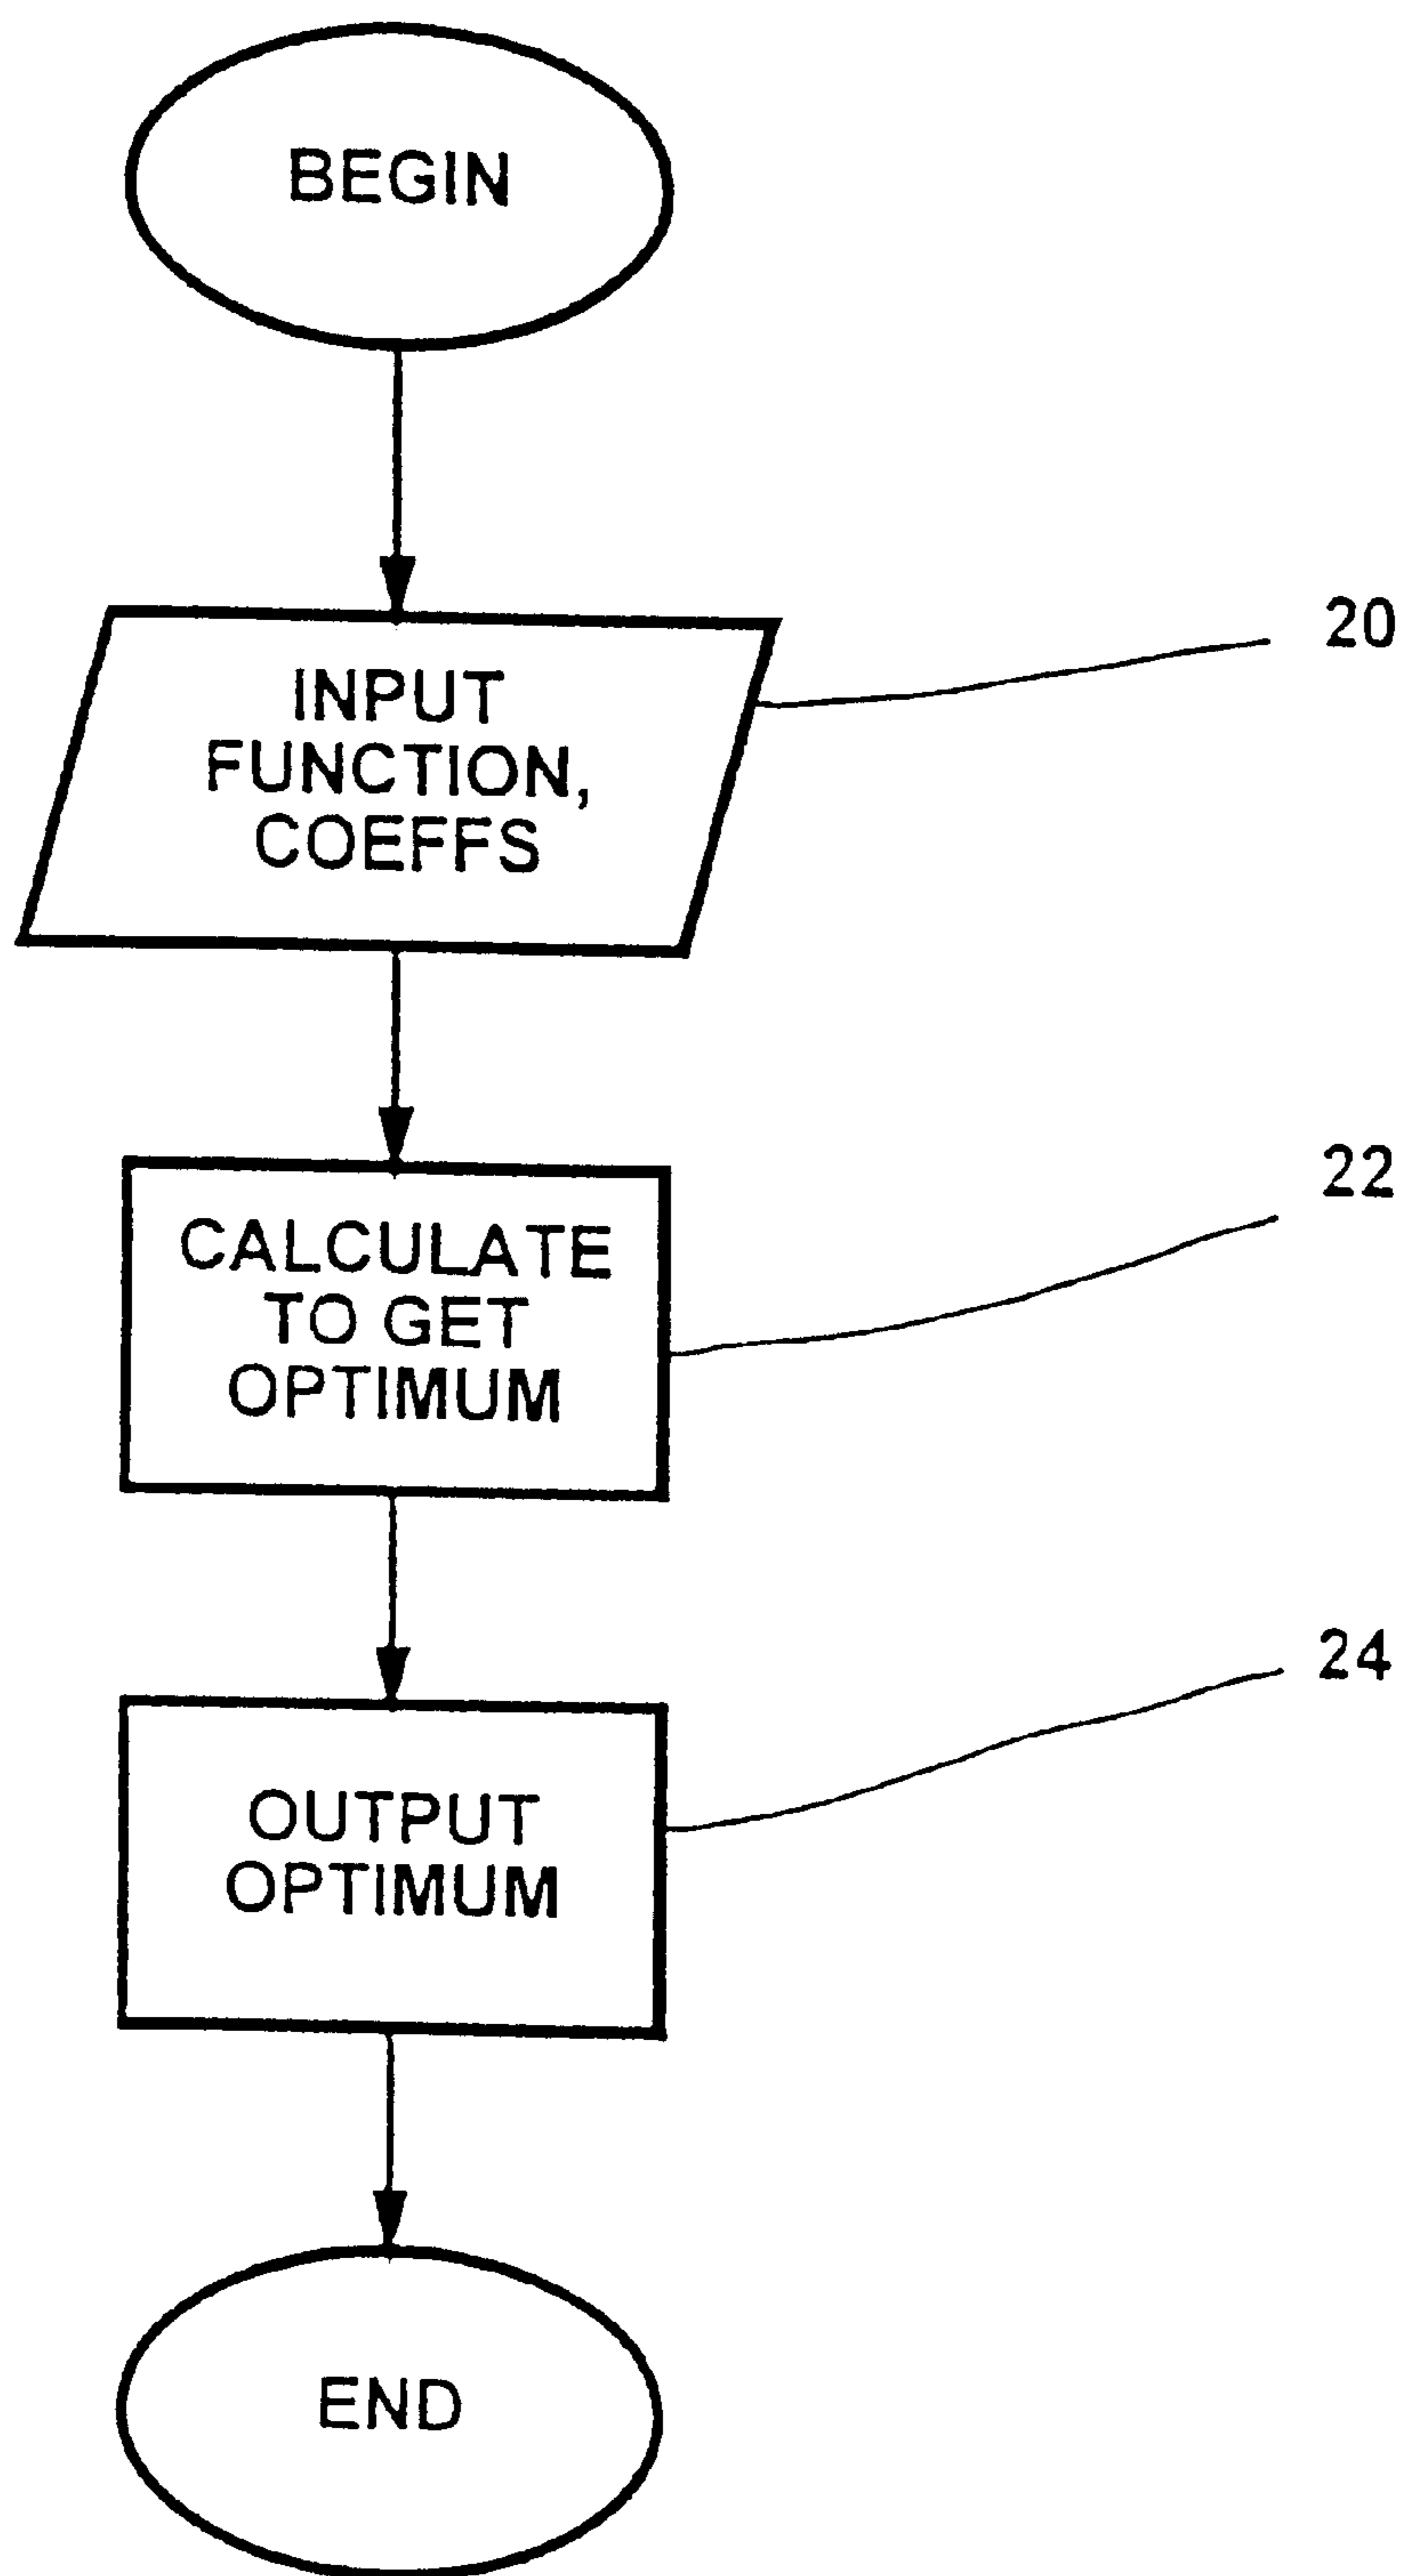 BEGIN
INPUT
FUNCTION,
COEFFS
20
CALCULATE
TO GET
OPTIMUM
22
OUTPUT
OPTIMUM
24
END